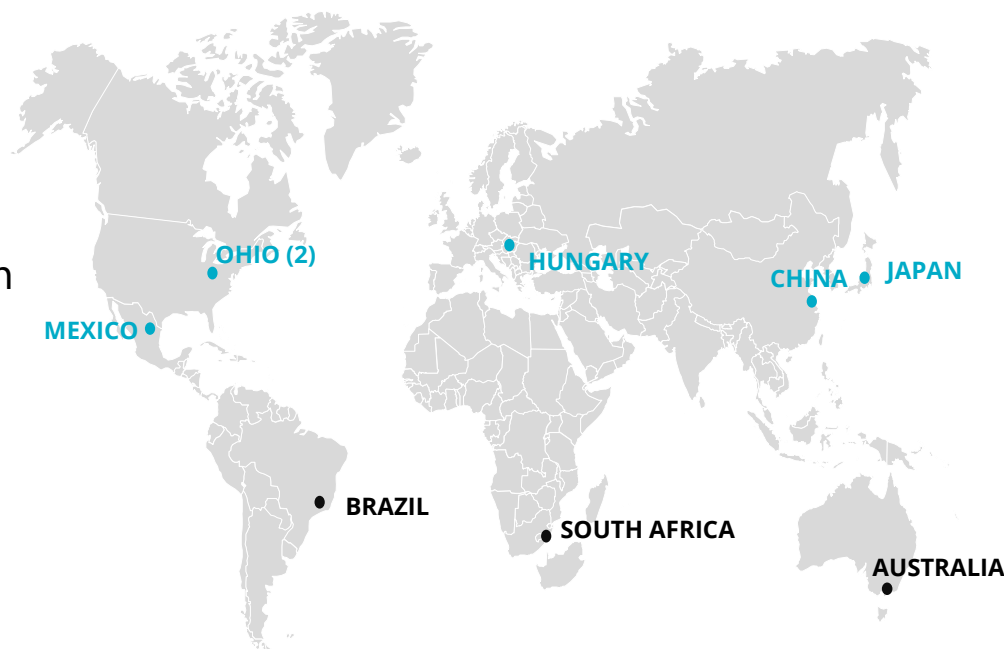 OHIO (2)
HUNGARY
n
CHINA
JAPAN
MEXICO
BRAZIL
SOUTH AFRICA
AUSTRALIA